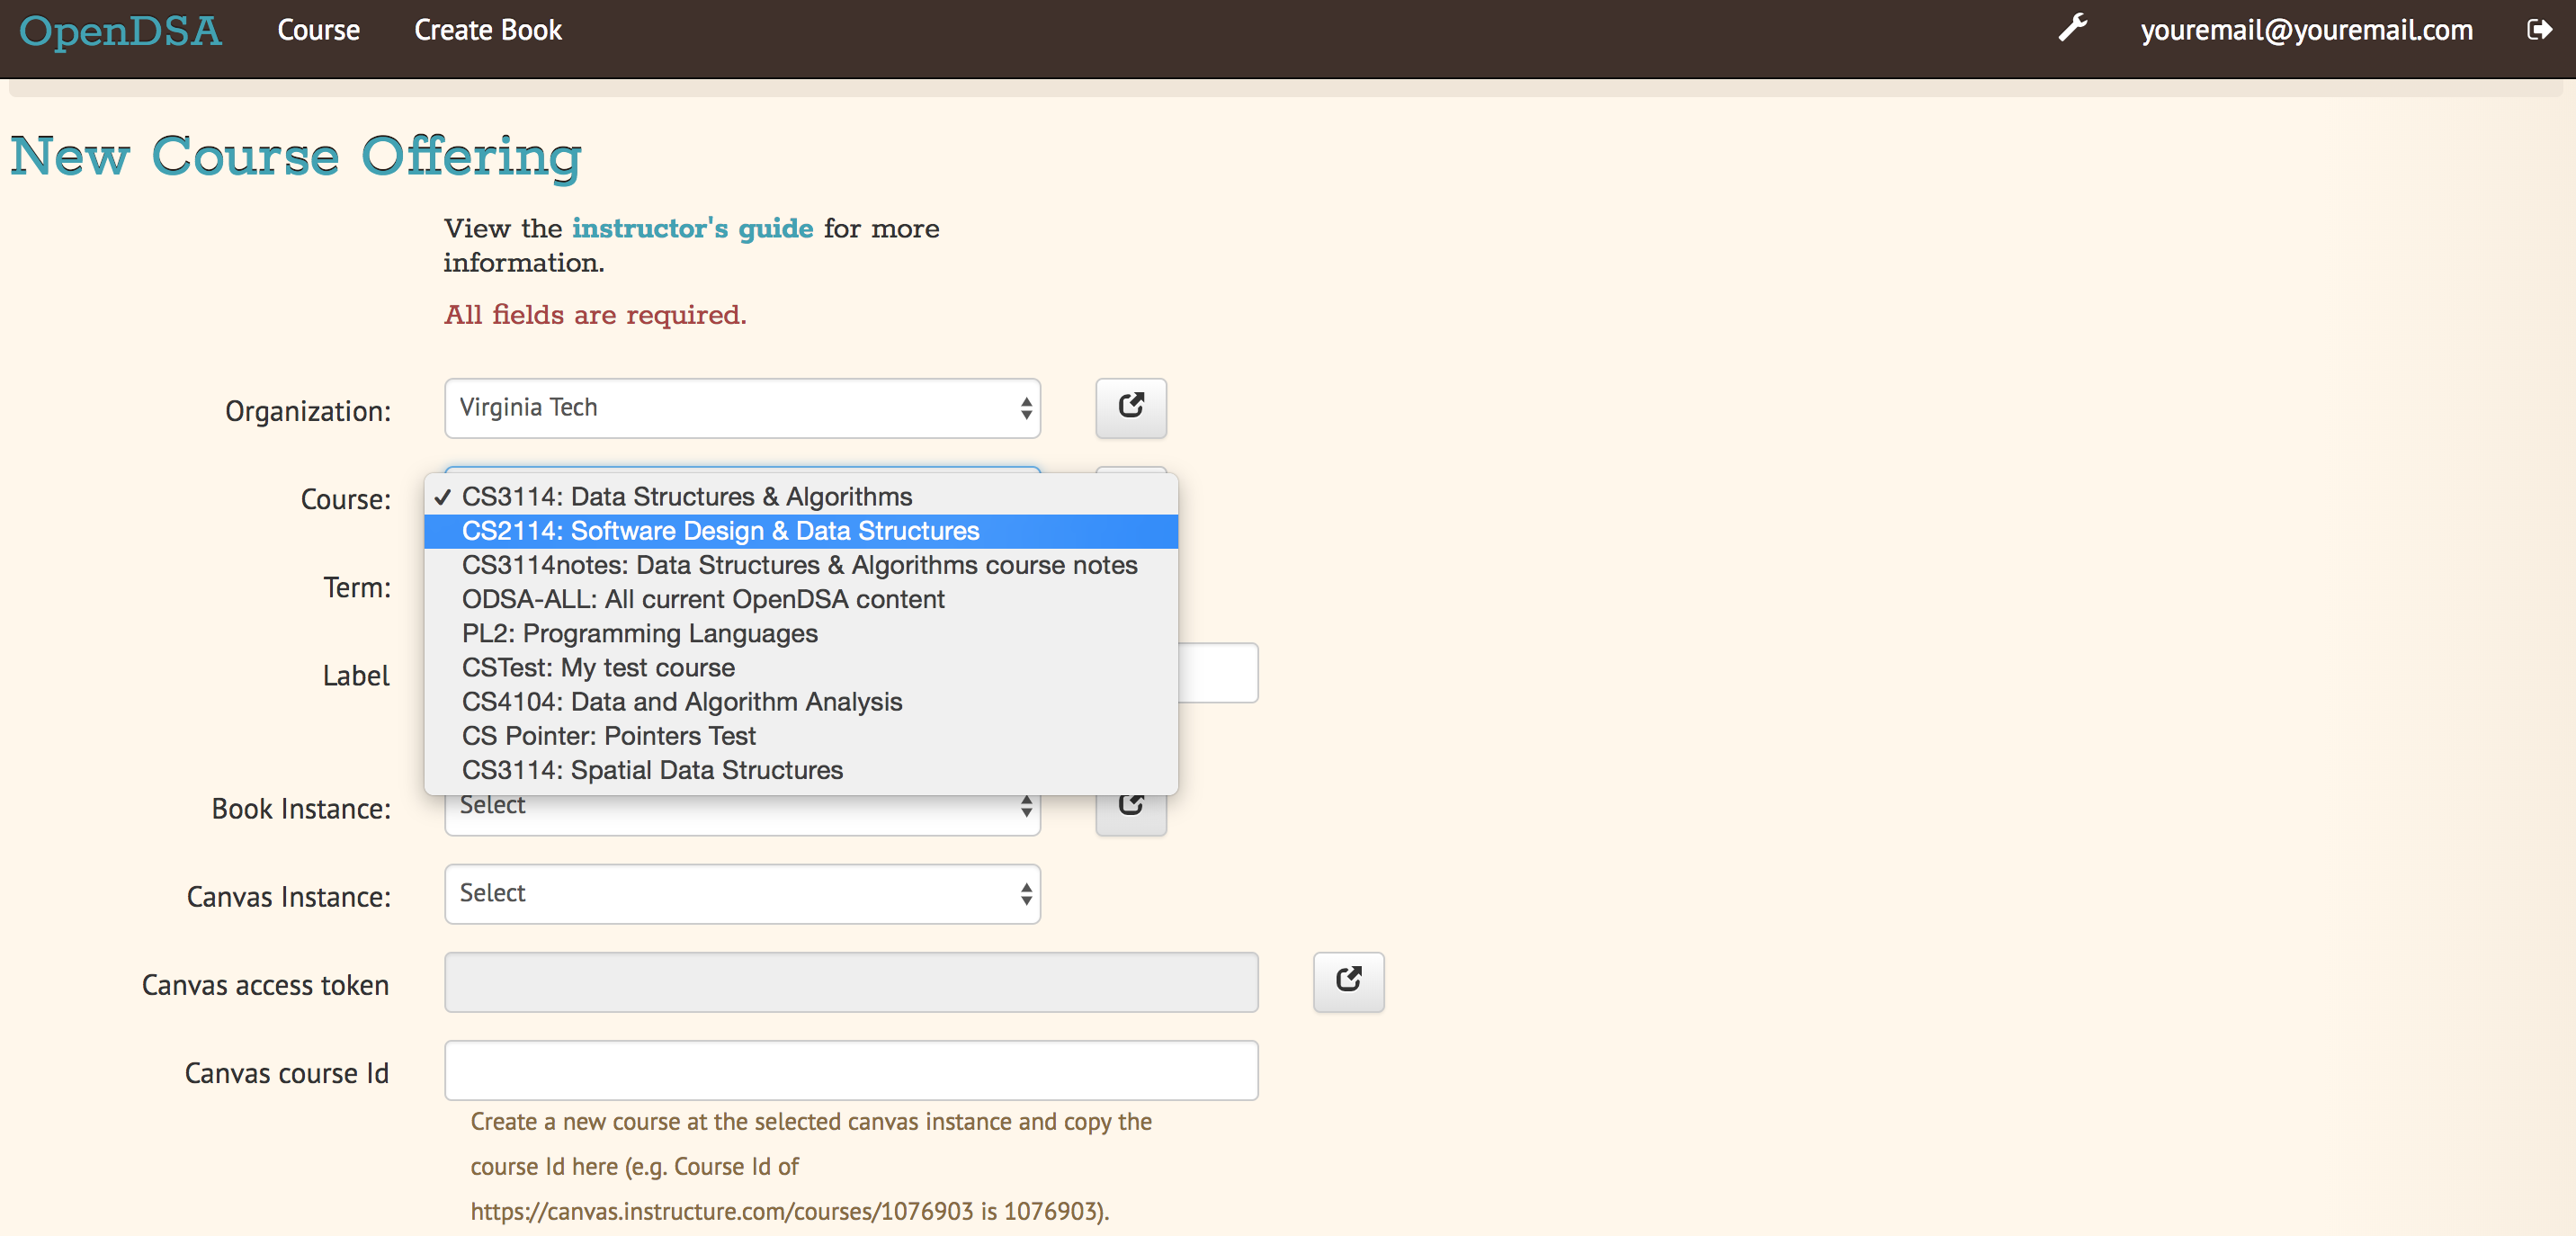 OpenDSA Course Create Book youremail@youremail.com
New Course Offering
View the instructor's guide for more
information.
All fields are required.
Organization: Virginia Tech
Course:
✓ CS3114: Data Structures & Algorithms
CS2114: Software Design & Data Structures
CS3114notes: Data Structures & Algorithms course notes
ODSA-ALL: All current OpenDSA content
PL2: Programming Languages
CSTest: My test course
CS4104: Data and Algorithm Analysis
CS Pointer: Pointers Test
CS3114: Spatial Data Structures
Term:
Label
Book Instance: Select
Canvas Instance: Select
Canvas access token
Canvas course Id
Create a new course at the selected canvas instance and copy the
course Id here (e.g. Course Id of
https://canvas.instructure.com/courses/1076903 is 1076903).